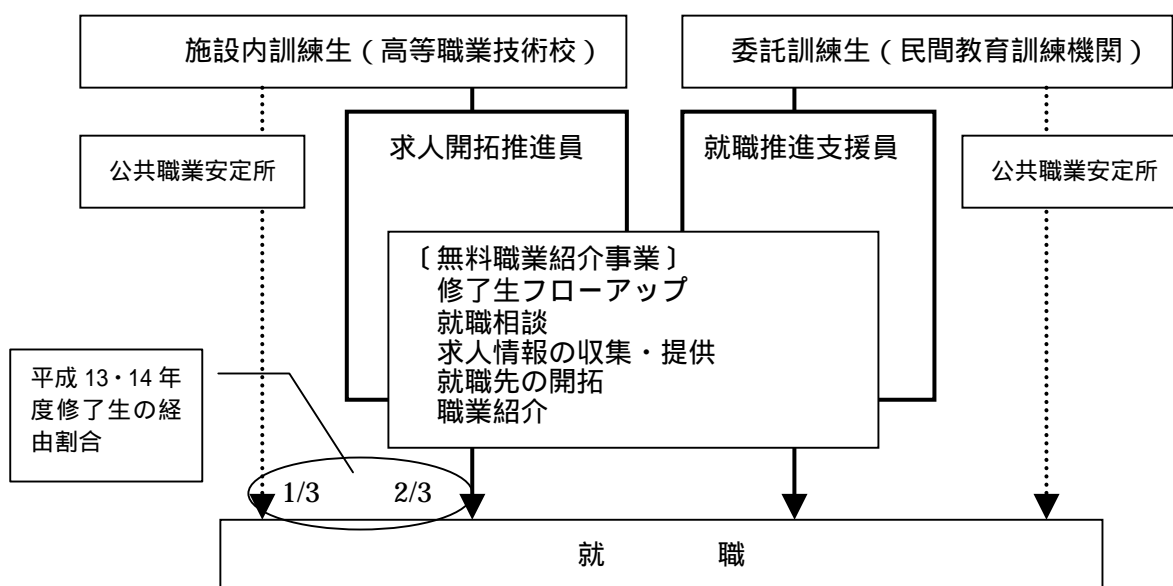 施設内訓練生(高等職業技術校)
委託訓練生(民間教育訓練機関)
求人開拓推進員
就職推進支援員
公共職業安定所
公共職業安定所
〔無料職業紹介事業〕
修了生フローアップ
就職相談
求人情報の収集・提供
就職先の開拓
職業紹介
平成 13・14 年
度修了生の経
由割合
1/3 2/3
就 職